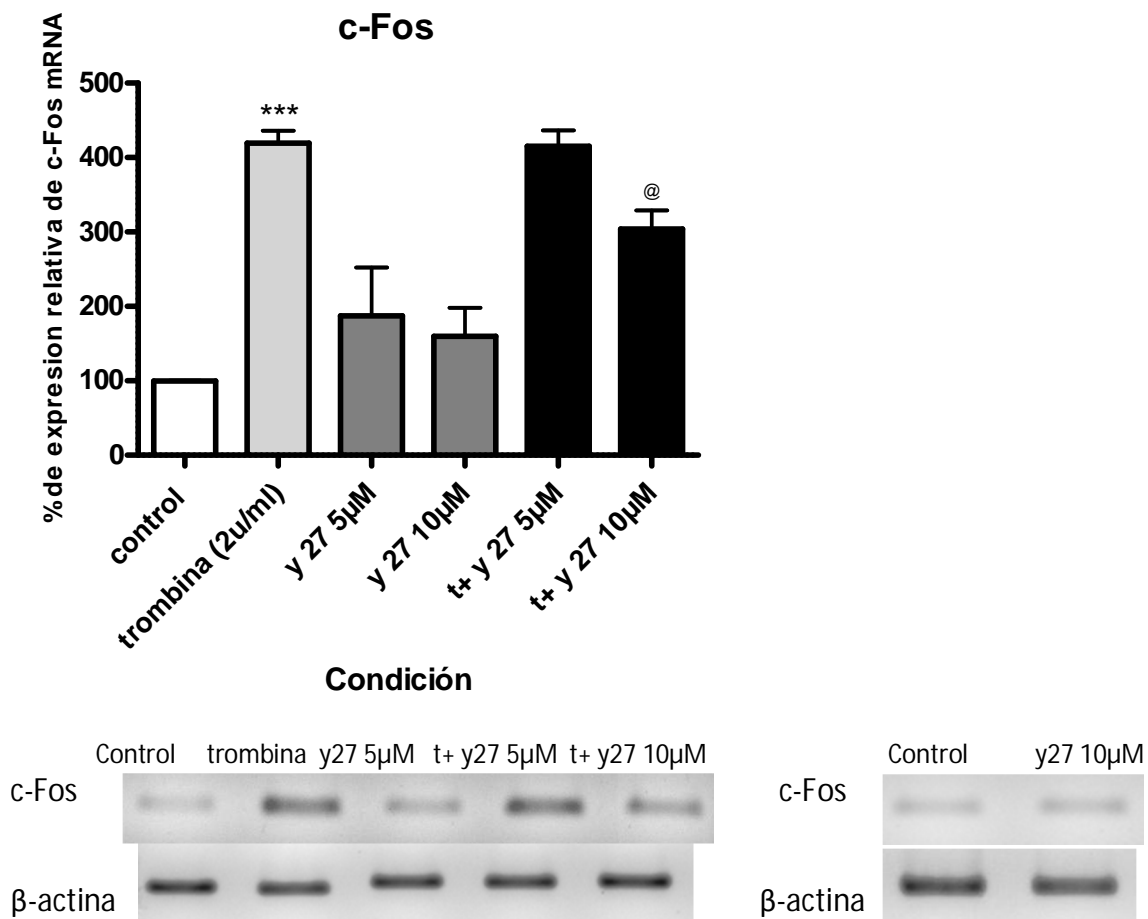 c-Fos
%de expresion relativa de c-Fos mRNA
500
400
300
200
100
0
***
@
control
trombina (2u/ml)
y 27 5µM
y 27 10µM
t+ y 27 5µM
t+ y 27 10µM
Condición
Control trombina y27 5µM t+ y27 5µM t+ y27 10µM
c-Fos
β-actina
Control y27 10µM
c-Fos
β-actina